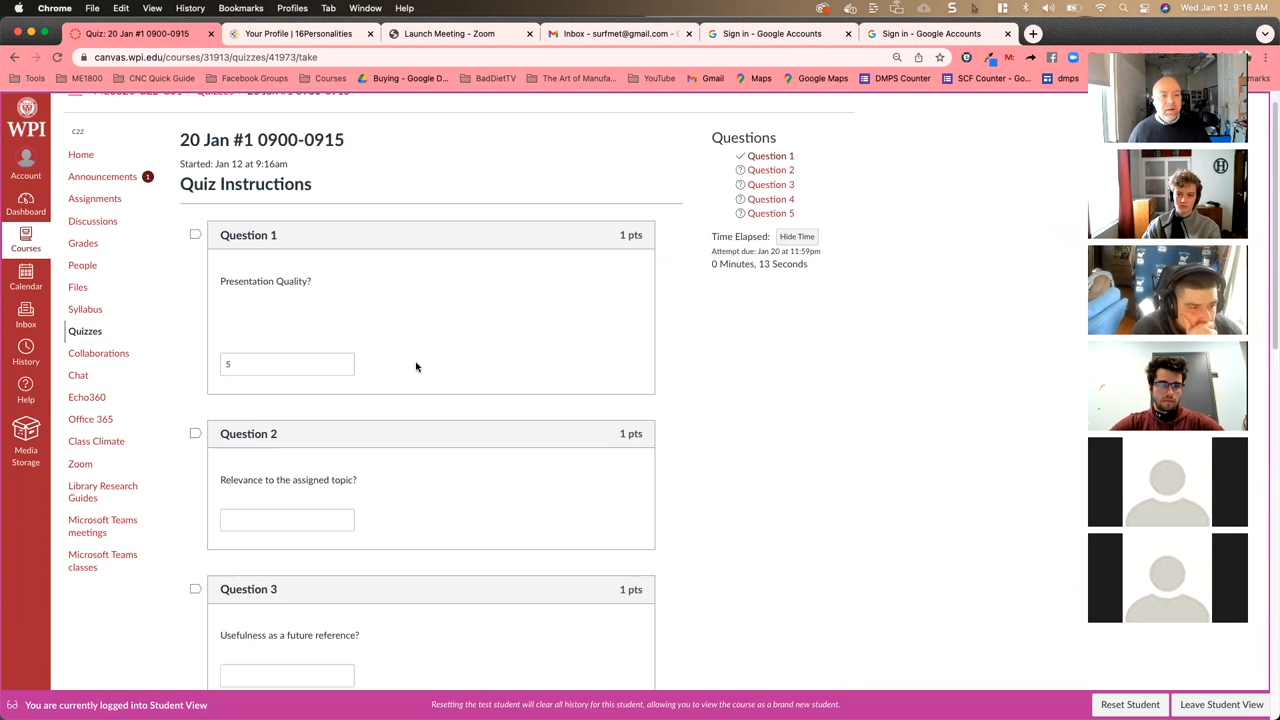 Chrome File Edit View History Bookmarks Profiles Tab Window Help
Quiz: 20 Jan #1 0900-0915
Your Profile | 16Personalities
Launch Meeting - Zoom
Inbox - surfmet@gmail.com - G
Sign in - Google Accounts
Sign in - Google Accounts
canvas.wpi.edu/courses/31913/quizzes/41973/take
Tools
ME1800
CNC Quick Guide
Facebook Groups
Courses
Buying - Google D...
BadDietTV
The Art of Manufa...
YouTube
Gmail
Maps
Google Maps
DMPS Counter
SCF Counter - Go...
dmps
marks
WPI
Account
Dashboard
Courses
Calendar
Inbox
History
Help
Media
Storage
C22
Home
Announcements 1
Assignments
Discussions
Grades
People
Files
Syllabus
Quizzes
Collaborations
Chat
Echo360
Office 365
Class Climate
Zoom
Library Research
Guides
Microsoft Teams
meetings
Microsoft Teams
classes
20 Jan #1 0900-0915
Started: Jan 12 at 9:16am
Quiz Instructions
Question 1 1 pts
Presentation Quality?
5
Question 2 1 pts
Relevance to the assigned topic?
Question 3 1 pts
Usefulness as a future reference?
Questions
Question 1
Question 2
Question 3
Question 4
Question 5
Time Elapsed: Hide Time
Attempt due: Jan 20 at 11:59pm
0 Minutes, 13 Seconds
You are currently logged into Student View
Resetting the test student will clear all history for this student, allowing you to view the course as a brand new student.
Reset Student
Leave Student View